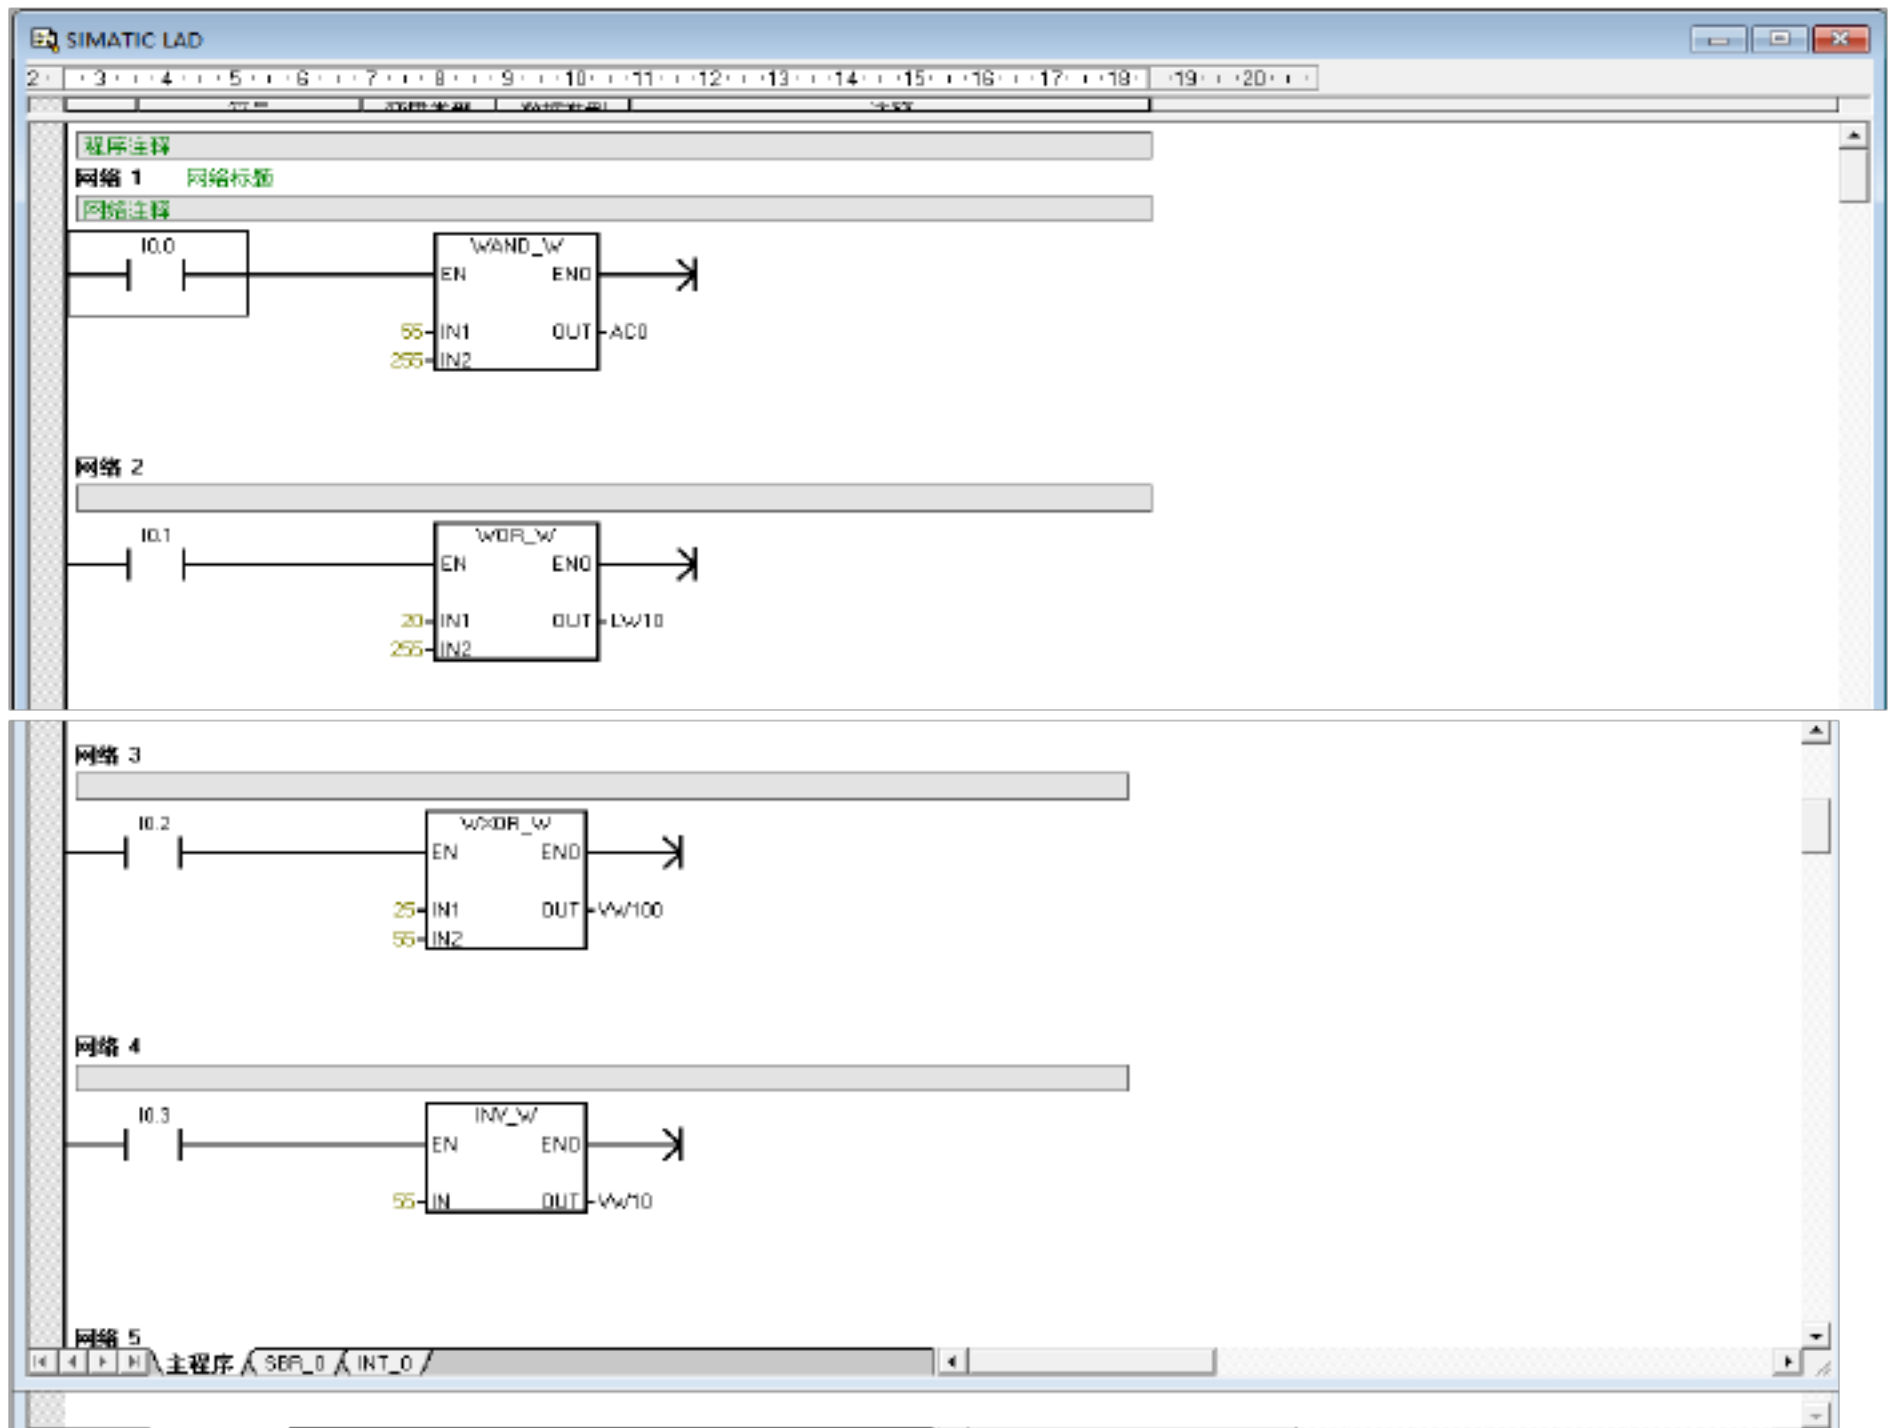 SIMATIC LAD
2 3 4 5 6 7 8 9 10 11 12 13 14 15 16 17 18 19 20
程序注释
网络 1 网络标题
网络注释
I0.0
WAND_W
EN ENO
55 IN1 OUT AC0
255 IN2
网络 2
I0.1
WOR_W
EN ENO
20 IN1 OUT LW10
255 IN2
网络 3
I0.2
WXOR_W
EN ENO
25 IN1 OUT VW100
55 IN2
网络 4
I0.3
INV_W
EN ENO
55 IN OUT VW10
网络 5
主程序 SBR_0 INT_0